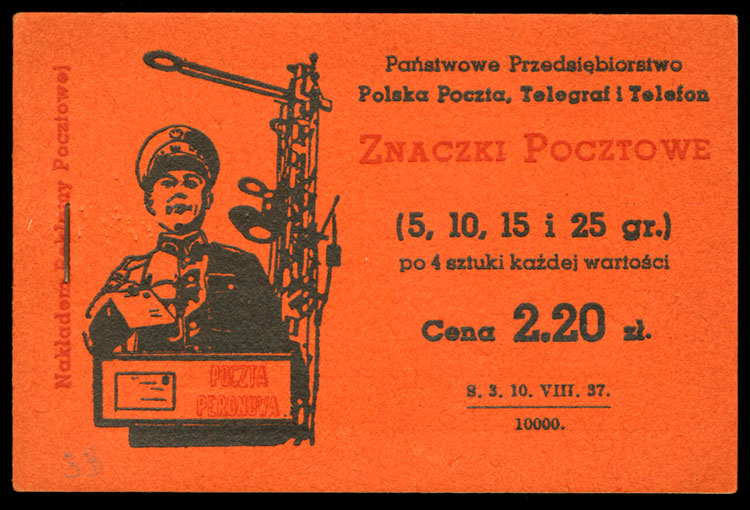 Nakładem Reklamy Pocztowej
Państwowe Przedsiębiorstwo
Polska Poczta, Telegraf i Telefon
ZNACZKI POCZTOWE
(5, 10, 15 i 25 gr.)
po 4 sztuki każdej wartości
Cena 2.20 zł.
S. 3. 10. VIII. 37.
10000.
POCZTA
PERONOWA